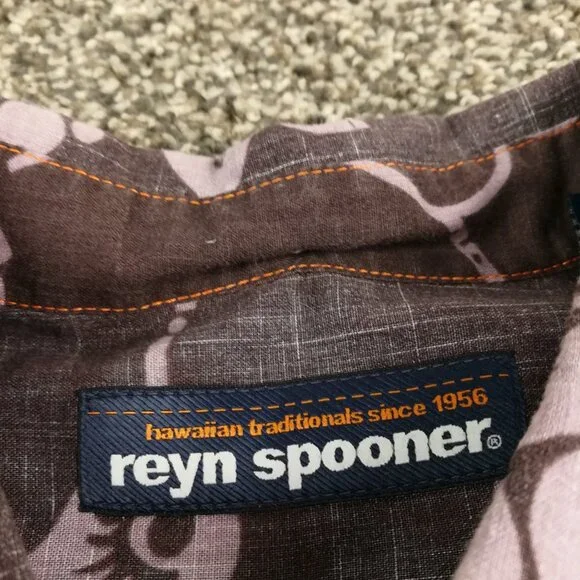 hawaiian traditionals since 1956
reyn spooner®